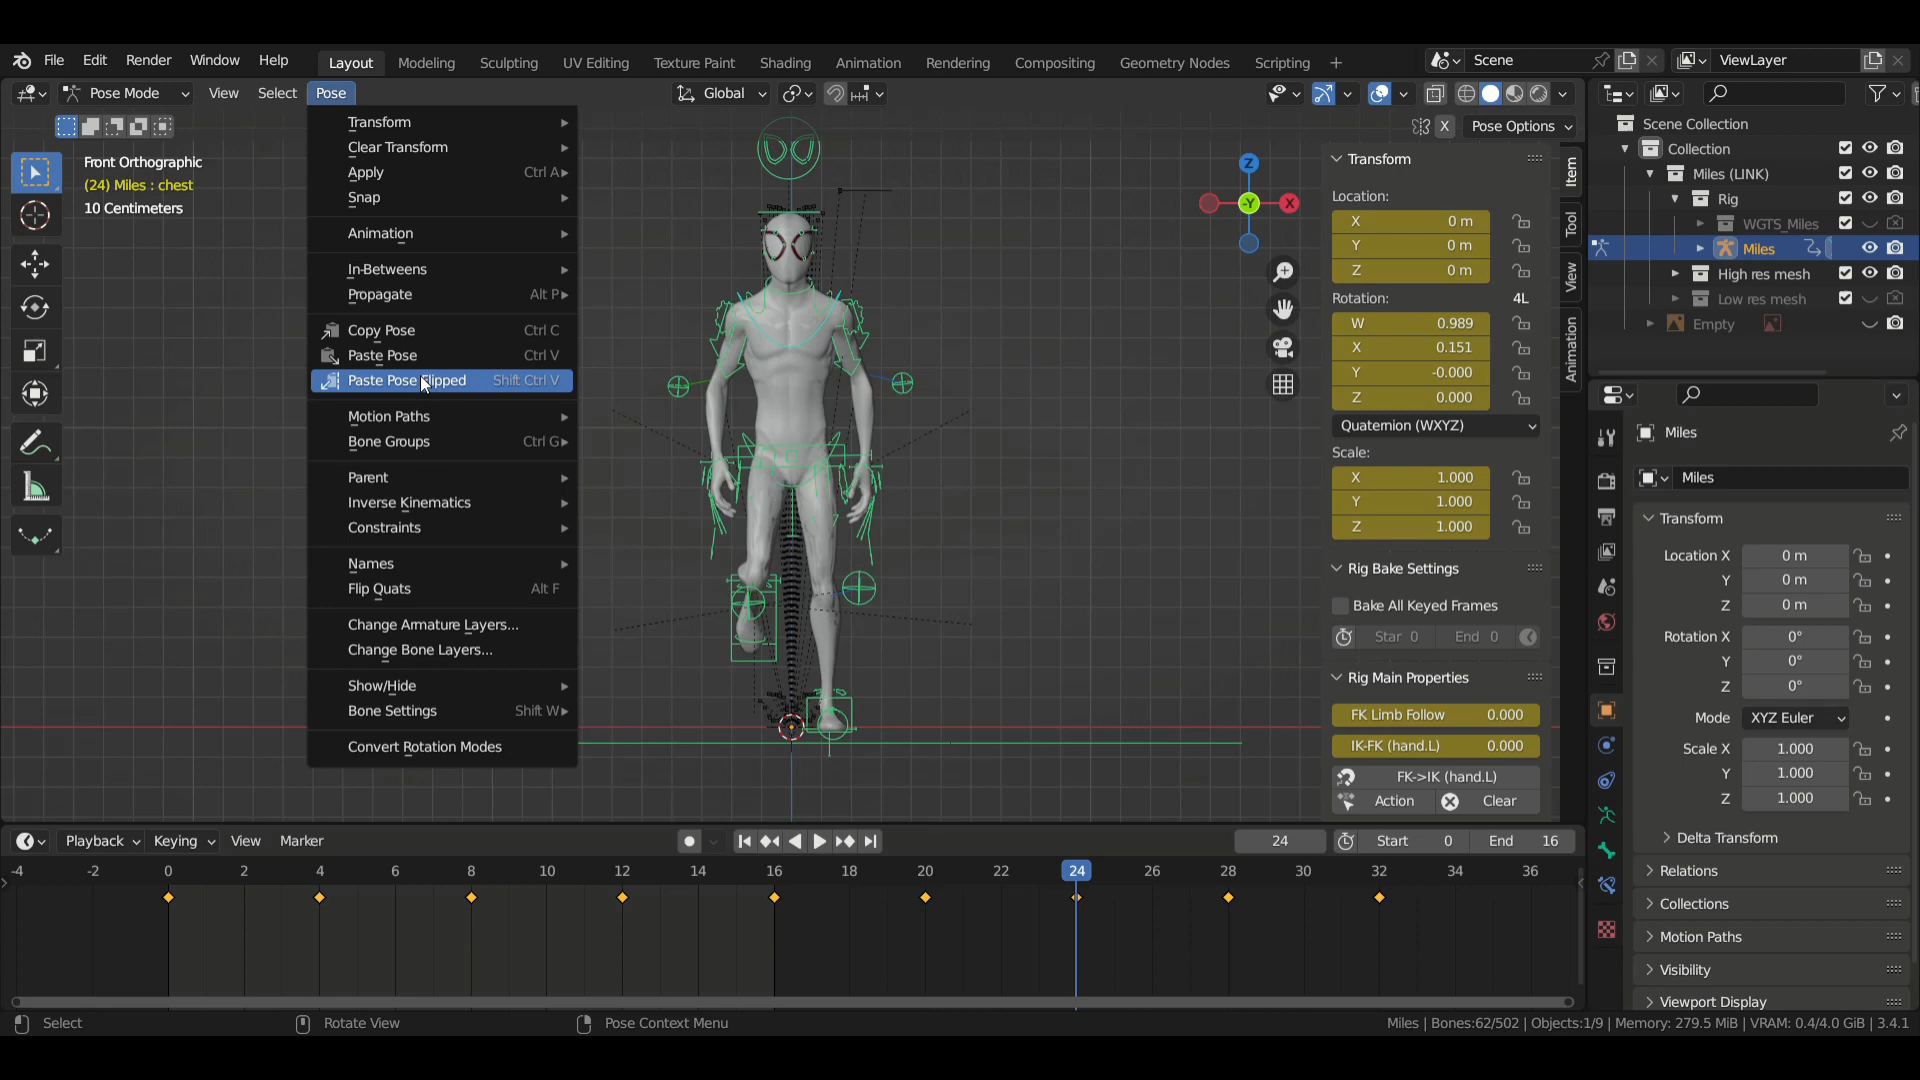 File Edit Render Window Help Layout Modeling Sculpting UV Editing Texture Paint Shading Animation Rendering Compositing Geometry Nodes Scripting + Scene ViewLayer
Pose Mode View Select Pose Global
X Pose Options
Front Orthographic
(24) Miles : chest
10 Centimeters
Transform
Clear Transform
Apply Ctrl A
Snap
Animation
In-Betweens
Propagate Alt P
Copy Pose Ctrl C
Paste Pose Ctrl V
Paste Pose Flipped Shift Ctrl V
Motion Paths
Bone Groups Ctrl G
Parent
Inverse Kinematics
Constraints
Names
Flip Quats Alt F
Change Armature Layers...
Change Bone Layers...
Show/Hide
Bone Settings Shift W
Convert Rotation Modes
Z
-Y X
Transform
Location:
X 0 m
Y 0 m
Z 0 m
Rotation: 4L
W 0.989
X 0.151
Y -0.000
Z 0.000
Quaternion (WXYZ)
Scale:
X 1.000
Y 1.000
Z 1.000
Rig Bake Settings
Bake All Keyed Frames
Star 0 End 0
Rig Main Properties
FK Limb Follow 0.000
IK-FK (hand.L) 0.000
FK->IK (hand.L)
Action Clear
Item
Tool
View
Animation
Scene Collection
Collection
Miles (LINK)
Rig
WGTS_Miles
Miles
High res mesh
Low res mesh
Empty
Miles
Miles
Transform
Location X 0 m
Y 0 m
Z 0 m
Rotation X 0°
Y 0°
Z 0°
Mode XYZ Euler
Scale X 1.000
Y 1.000
Z 1.000
Delta Transform
Relations
Collections
Motion Paths
Visibility
Viewport Display
Playback Keying View Marker 24 Start 0 End 16
-4 -2 0 2 4 6 8 10 12 14 16 18 20 22 24 26 28 30 32 34 36
Select Rotate View Pose Context Menu Miles | Bones:62/502 | Objects:1/9 | Memory: 279.5 MiB | VRAM: 0.4/4.0 GiB | 3.4.1